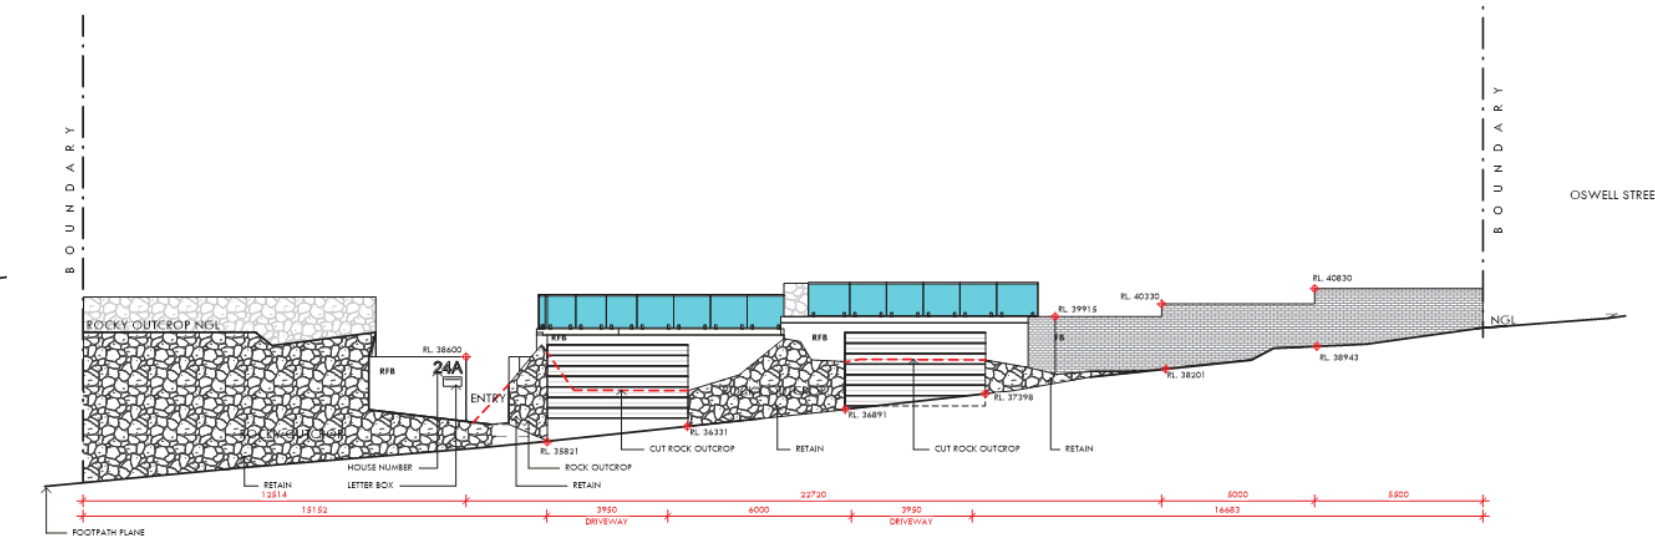 BOUNDARY
BOUNDARY
OSWELL STREE
RL. 40830
RL. 40330
RL. 39915
ROCKY OUTCROP NGL
NGL
RFB
RFB
FB
RL. 38600
24A
RFB
RL. 38943
RL. 38201
ENTRY
RL. 37398
RL. 36891
RL. 36331
ROCKY OUTCROP
RL. 35821
CUT ROCK OUTCROP
RETAIN
CUT ROCK OUTCROP
RETAIN
HOUSE NUMBER
ROCK OUTCROP
RETAIN
LETTER BOX
RETAIN
12514
22720
5000
5500
15152
3950
6000
3950
16683
DRIVEWAY
DRIVEWAY
FOOTPATH PLANE